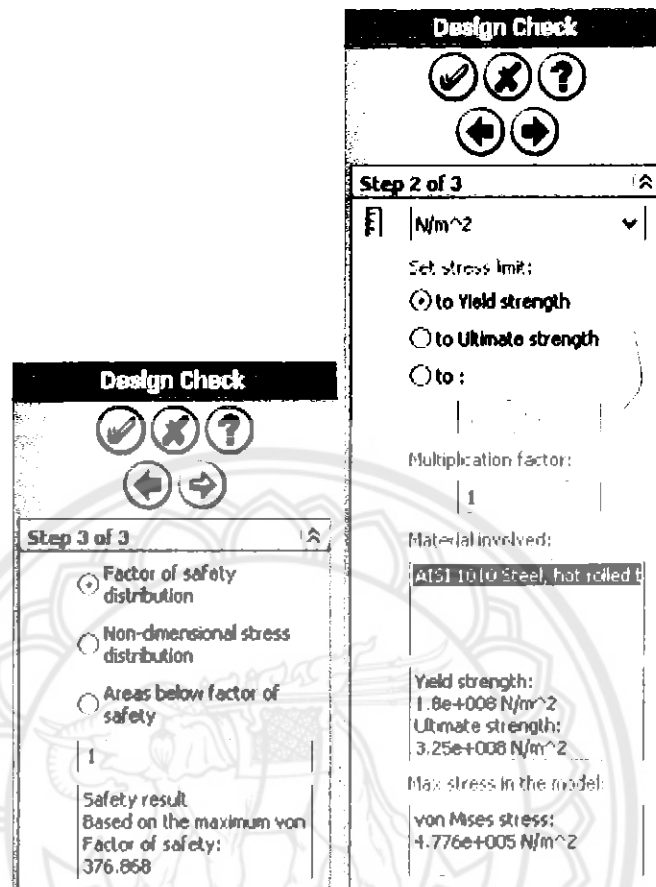 Design Check
Step 2 of 3
N/m^2
Set stress limit:
to Yield strength
to Ultimate strength
to :
Multiplication factor:
1
Material involved:
AISI 1010 Steel, hot rolled b
Yield strength:
1.8e+008 N/m^2
Ultimate strength:
3.25e+008 N/m^2
Max stress in the model:
von Mises stress:
4.776e+005 N/m^2
Design Check
Step 3 of 3
Factor of safety
distribution
Non-dimensional stress
distribution
Areas below factor of
safety
1
Safety result
Based on the maximum von
Factor of safety:
376.868